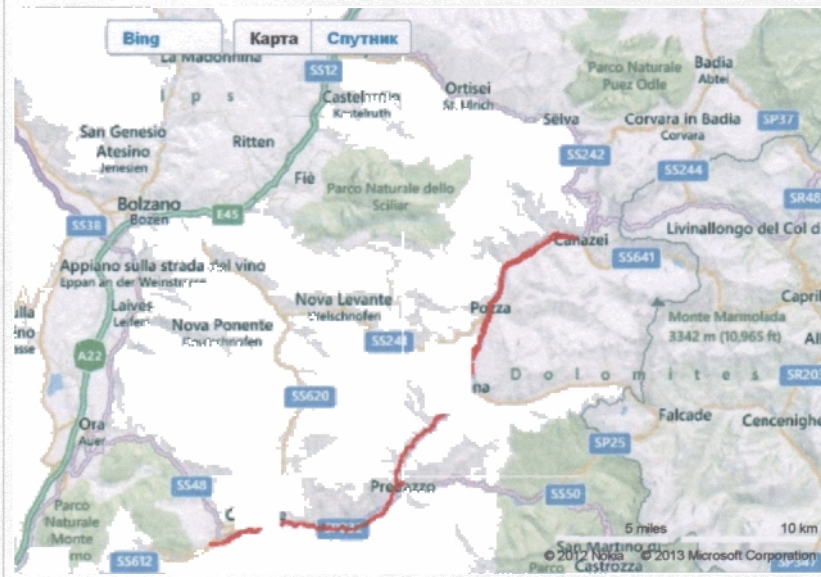 Bing
Карта
Спутник
La Madonnina
SS12
Ortisei
St. Ulrich
Parco Naturale
Puez Odle
Badia
Abtei
San Genesio
Atesino
Jenesien
Ritten
Selva
Corvara in Badia
Corvara
SP37
SS242
SS244
Fiè
Parco Naturale dello
Sciliar
SR48
Bolzano
Bozen
E45
SS38
Canazei
Livinallongo del Col d
SS641
Appiano sulla strada del vino
Eppan an der Weinstrasse
Laives
Leifers
Nova Levante
Welschnofen
Nova Ponente
Pozza
SS241
Monte Marmolada
3342 m (10,965 ft)
A22
Dolomites
SR203
SS620
na
Falcade
Cencenighe
Ora
Auer
SP25
SS48
Predazzo
SS50
Parco
Naturale
Monte
SS612
5 miles
10 km
San Martino di
Castrozza
Parco
© 2012 Nokia © 2013 Microsoft Corporation
SP347